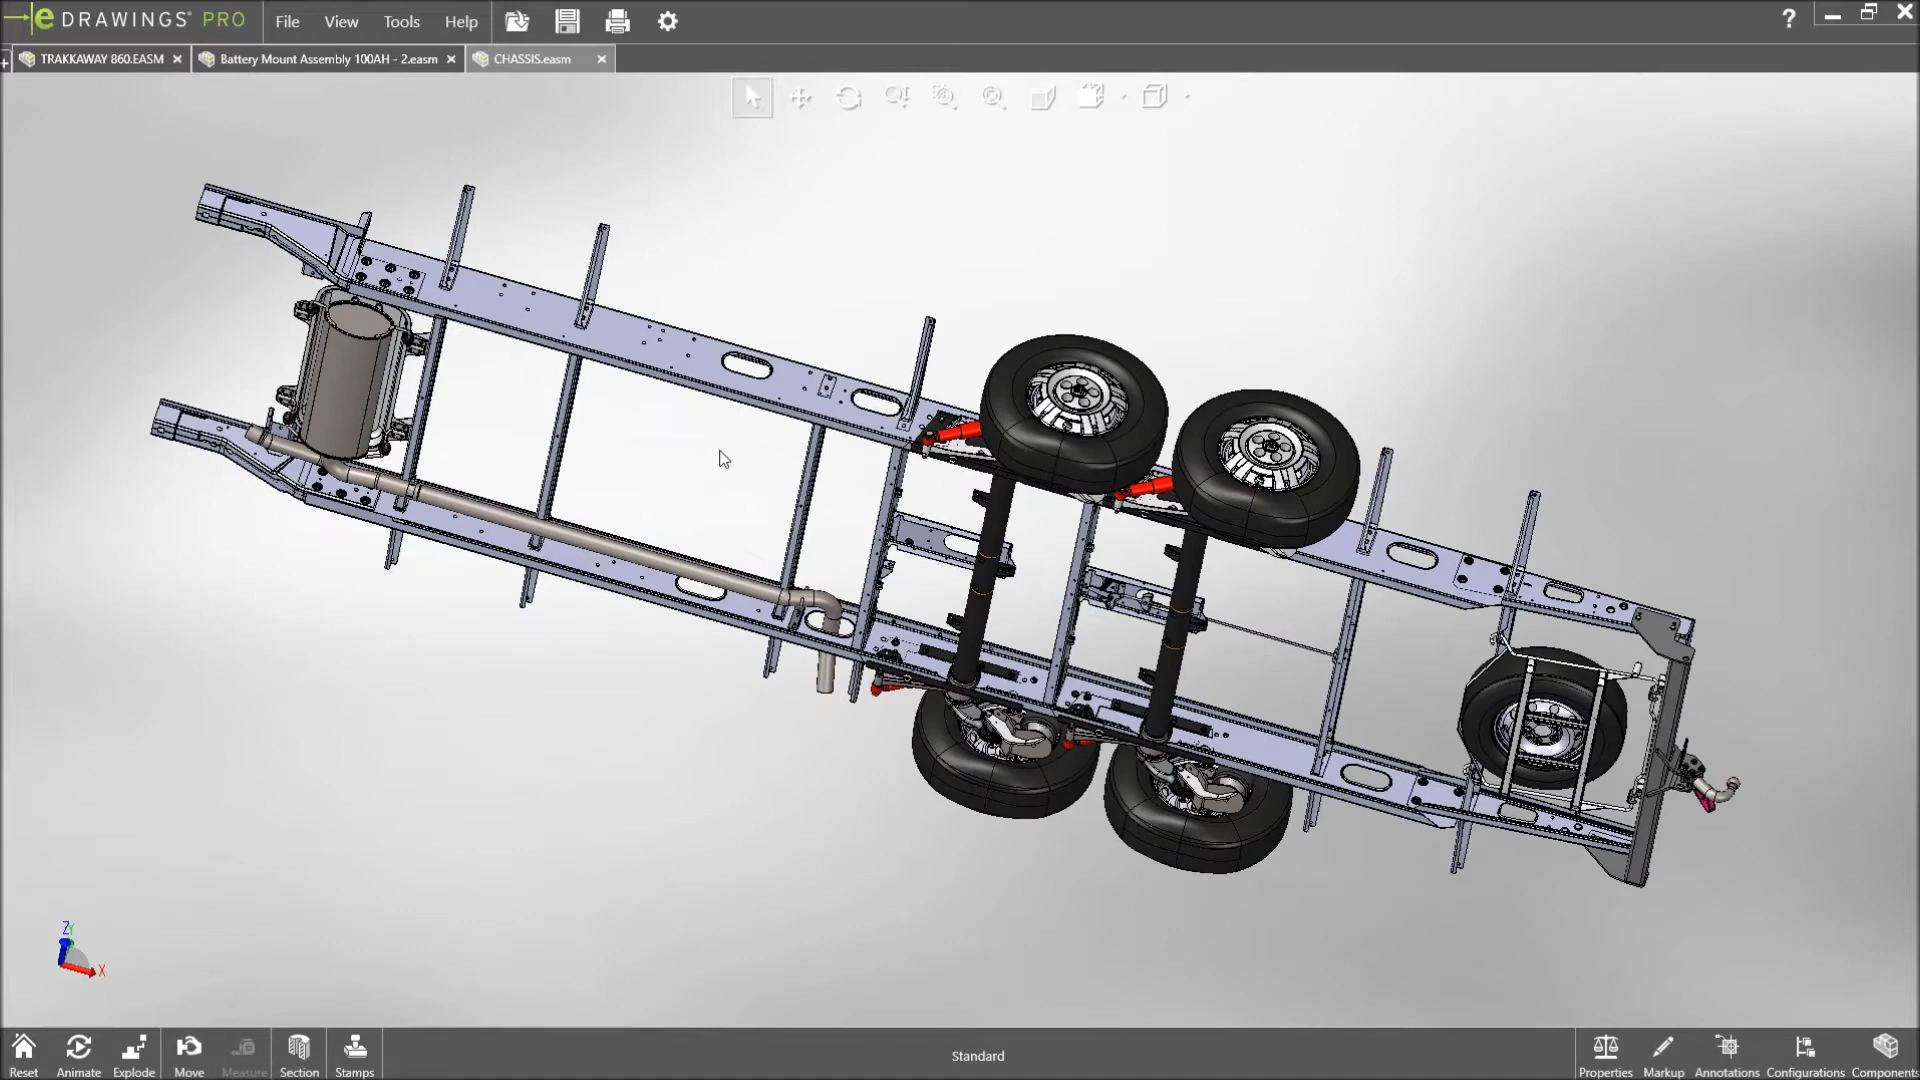 eDRAWINGS® PRO
File View Tools Help
?
TRAKKAWAY 860.EASM
Battery Mount Assembly 100AH - 2.easm
CHASSIS.easm
Z
Y
X
Reset
Animate
Explode
Move
Measure
Section
Stamps
Standard
Properties
Markup
Annotations
Configurations
Components